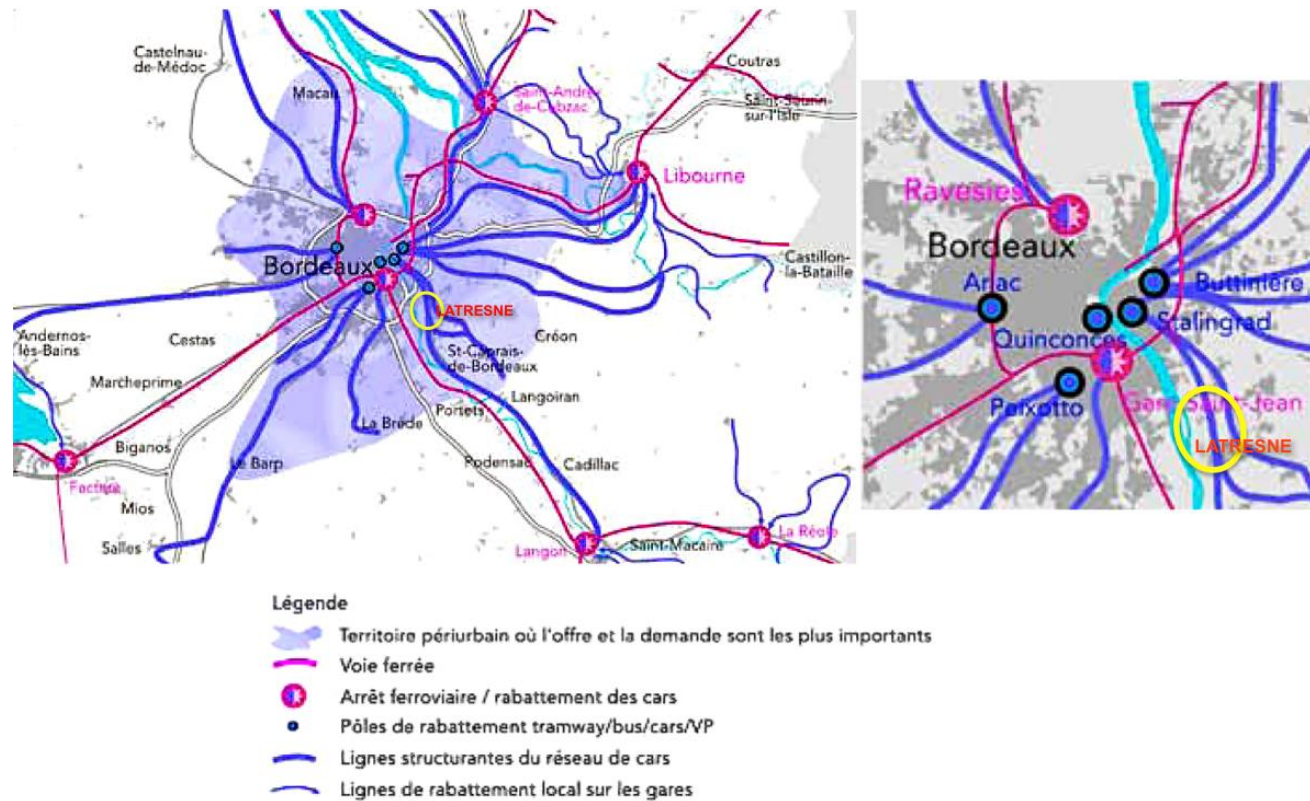 Castelnau-
de-Médoc
Macau
Saint-André-
de-Cubzac
Coutras
Saint-Seurin-
sur-l'Isle
Libourne
Bordeaux
Castillon-
la-Bataille
LATRESNE
Andernos-
lès-Bains
Cestas
Créon
St-Caprais-
de-Bordeaux
Marcheprime
Langoiran
Portets
La Brède
Biganos
Le Barp
Podensac
Cadillac
Facture
Mios
Salles
Langon
Saint-Macaire
La Réole
Ravesies
Bordeaux
Arlac
Buttinière
Stalingrad
Quinconces
Gare Saint-Jean
Peixotto
LATRESNE
Légende
Territoire périurbain où l'offre et la demande sont les plus importants
Voie ferrée
Arrêt ferroviaire / rabattement des cars
Pôles de rabattement tramway/bus/cars/VP
Lignes structurantes du réseau de cars
Lignes de rabattement local sur les gares